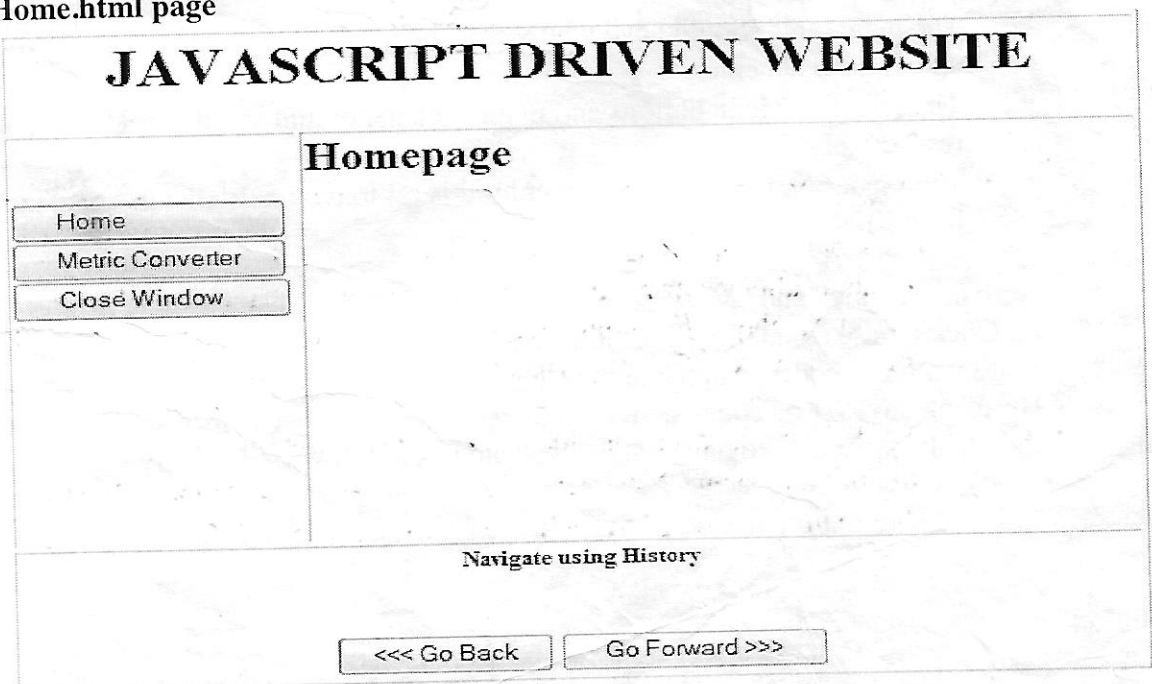 Home.html page
JAVASCRIPT DRIVEN WEBSITE
Homepage
Home
Metric Converter
Close Window
Navigate using History
<<< Go Back
Go Forward >>>